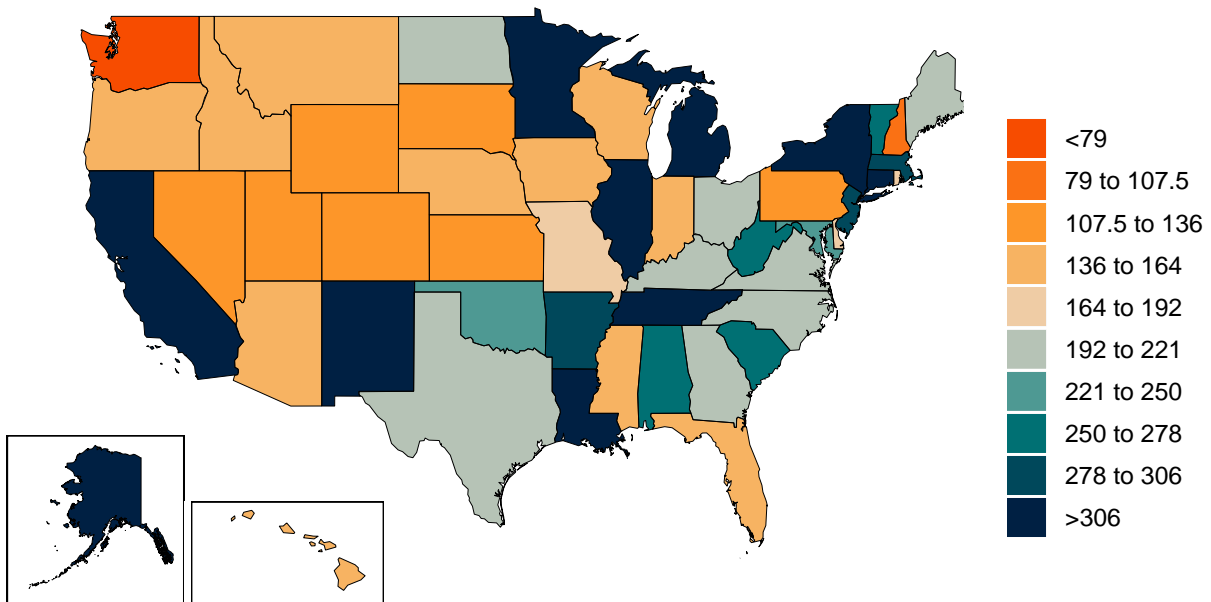 <79
79 to 107.5
107.5 to 136
136 to 164
164 to 192
192 to 221
221 to 250
250 to 278
278 to 306
>306